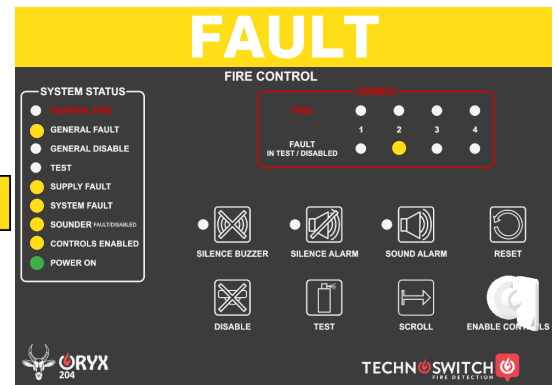 FAULT
FIRE CONTROL
SYSTEM STATUS
GENERAL FIRE
GENERAL FAULT
GENERAL DISABLE
TEST
SUPPLY FAULT
SYSTEM FAULT
SOUNDER FAULT/DISABLED
CONTROLS ENABLED
POWER ON
ZONES
FIRE
1 2 3 4
FAULT
IN TEST / DISABLED
SILENCE BUZZER
SILENCE ALARM
SOUND ALARM
RESET
DISABLE
TEST
SCROLL
ENABLE CONTROLS
ORYX
204
TECHNOSWITCH
FIRE DETECTION